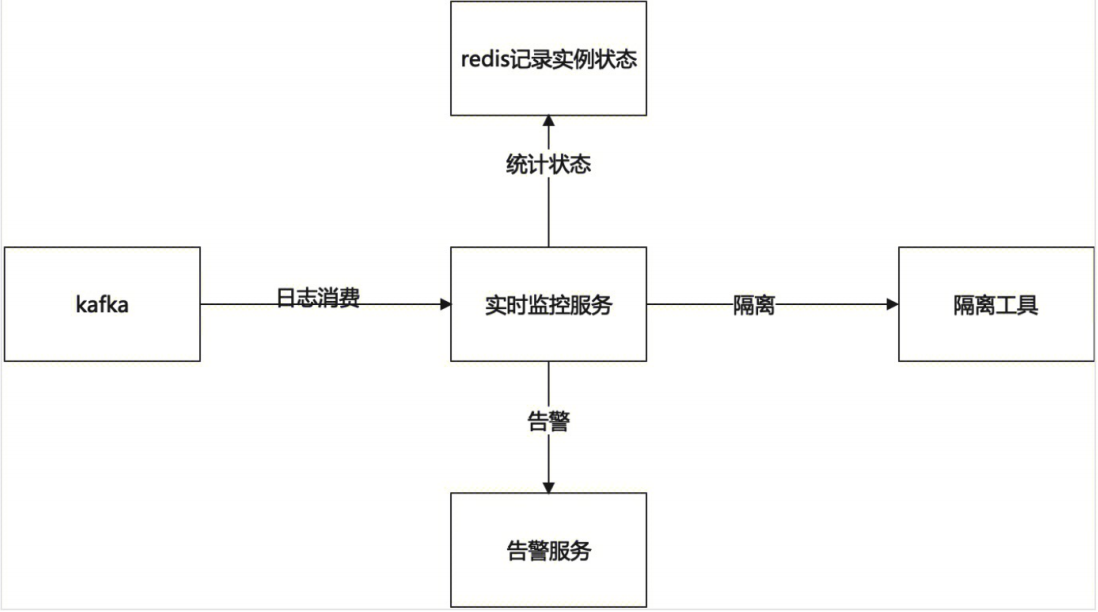 redis记录实例状态
统计状态
kafka
日志消费
实时监控服务
隔离
隔离工具
告警
告警服务